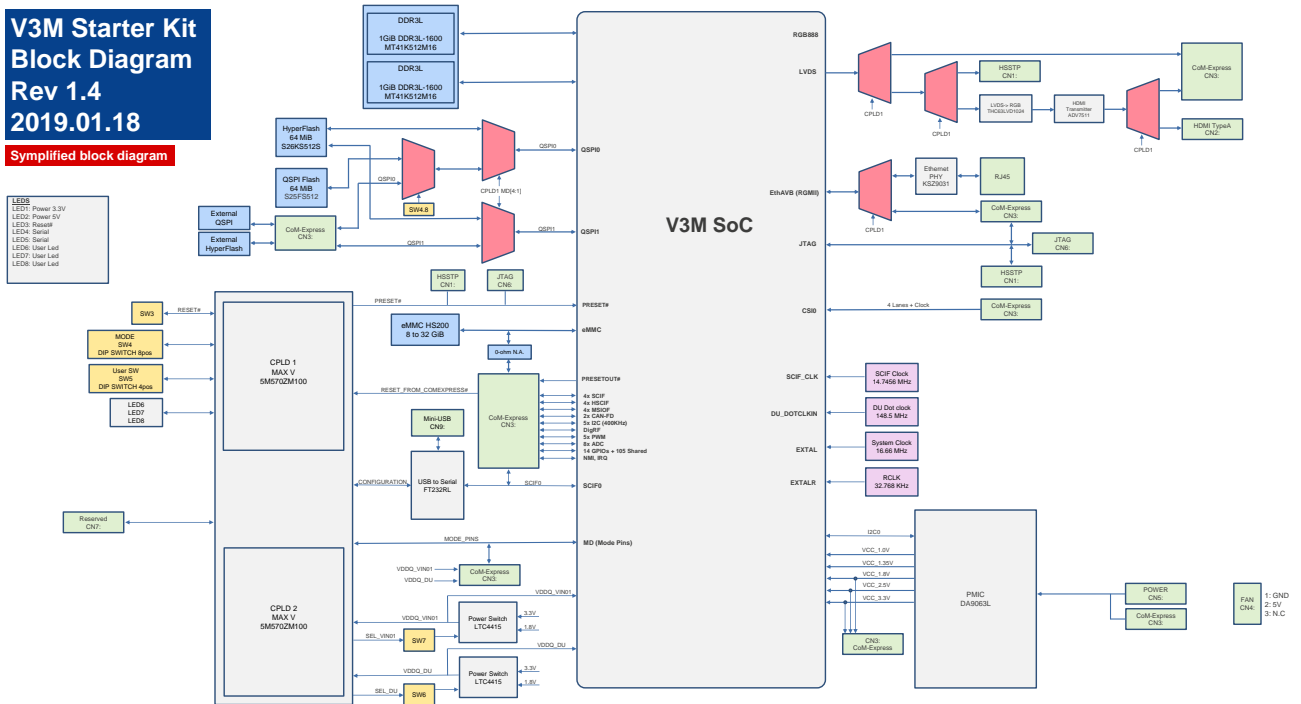 V3M Starter Kit
Block Diagram
Rev 1.4
2019.01.18
Symplified block diagram
LEDS
LED1: Power 3.3V
LED2: Power 5V
LED3: Reset#
LED4: Serial
LED5: Serial
LED6: User Led
LED7: User Led
LED8: User Led
DDR3L
1GiB DDR3L-1600
MT41K512M16
DDR3L
1GiB DDR3L-1600
MT41K512M16
HyperFlash
64 MiB
S26KS512S
QSPI Flash
64 MiB
S25FS512
External
QSPI
External
HyperFlash
CoM-Express
CN3:
QSPI0
SW4.8
CPLD1 MD[4:1]
QSPI0
QSPI1
QSPI1
HSSTP
CN1:
JTAG
CN6:
PRESET#
eMMC HS200
8 to 32 GiB
0-ohm N.A.
SW3
RESET#
MODE
SW4
DIP SWITCH 8pos
User SW
SW5
DIP SWITCH 4pos
LED6
LED7
LED8
Reserved
CN7:
CPLD 1
MAX V
5M570ZM100
CPLD 2
MAX V
5M570ZM100
RESET_FROM_COMEXPRESS#
Mini-USB
CN9:
CoM-Express
CN3:
CONFIGURATION
USB to Serial
FT232RL
SCIF0
MODE_PINS
VDDQ_VIN01
VDDQ_DU
CoM-Express
CN3:
VDDQ_VIN01
VDDQ_VIN01
Power Switch
LTC4415
3.3V
1.8V
SEL_VIN01
SW7
VDDQ_DU
VDDQ_DU
Power Switch
LTC4415
3.3V
1.8V
SEL_DU
SW6
V3M SoC
QSPI0
QSPI1
PRESET#
eMMC
PRESETOUT#
4x SCIF
4x HSCIF
4x MSIOF
2x CAN-FD
5x I2C (400KHz)
DigRF
5x PWM
8x ADC
14 GPIOs + 105 Shared
NMI, IRQ
SCIF0
MD (Mode Pins)
RGB888
LVDS
EthAVB (RGMII)
JTAG
CSI0
SCIF_CLK
DU_DOTCLKIN
EXTAL
EXTALR
CPLD1
CPLD1
HSSTP
CN1:
LVDS-> RGB
THC63LVD1024
HDMI
Transmitter
ADV7511
CPLD1
CoM-Express
CN3:
HDMI TypeA
CN2:
CPLD1
Ethernet
PHY
KSZ9031
RJ45
CoM-Express
CN3:
JTAG
CN6:
HSSTP
CN1:
4 Lanes + Clock
CoM-Express
CN3:
SCIF Clock
14.7456 MHz
DU Dot clock
148.5 MHz
System Clock
16.66 MHz
RCLK
32.768 KHz
I2C0
VCC_1.0V
VCC_1.35V
VCC_1.8V
VCC_2.5V
VCC_3.3V
CN3:
CoM-Express
PMIC
DA9063L
POWER
CN5:
CoM-Express
CN3:
FAN
CN4:
1: GND
2: 5V
3: N.C